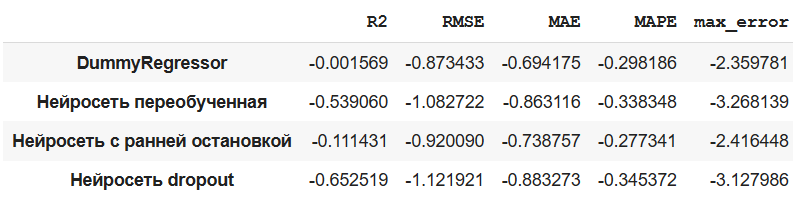 R2 RMSE MAE MAPE max_error
DummyRegressor -0.001569 -0.873433 -0.694175 -0.298186 -2.359781
Нейросеть переобученная -0.539060 -1.082722 -0.863116 -0.338348 -3.268139
Нейросеть с ранней остановкой -0.111431 -0.920090 -0.738757 -0.277341 -2.416448
Нейросеть dropout -0.652519 -1.121921 -0.883273 -0.345372 -3.127986